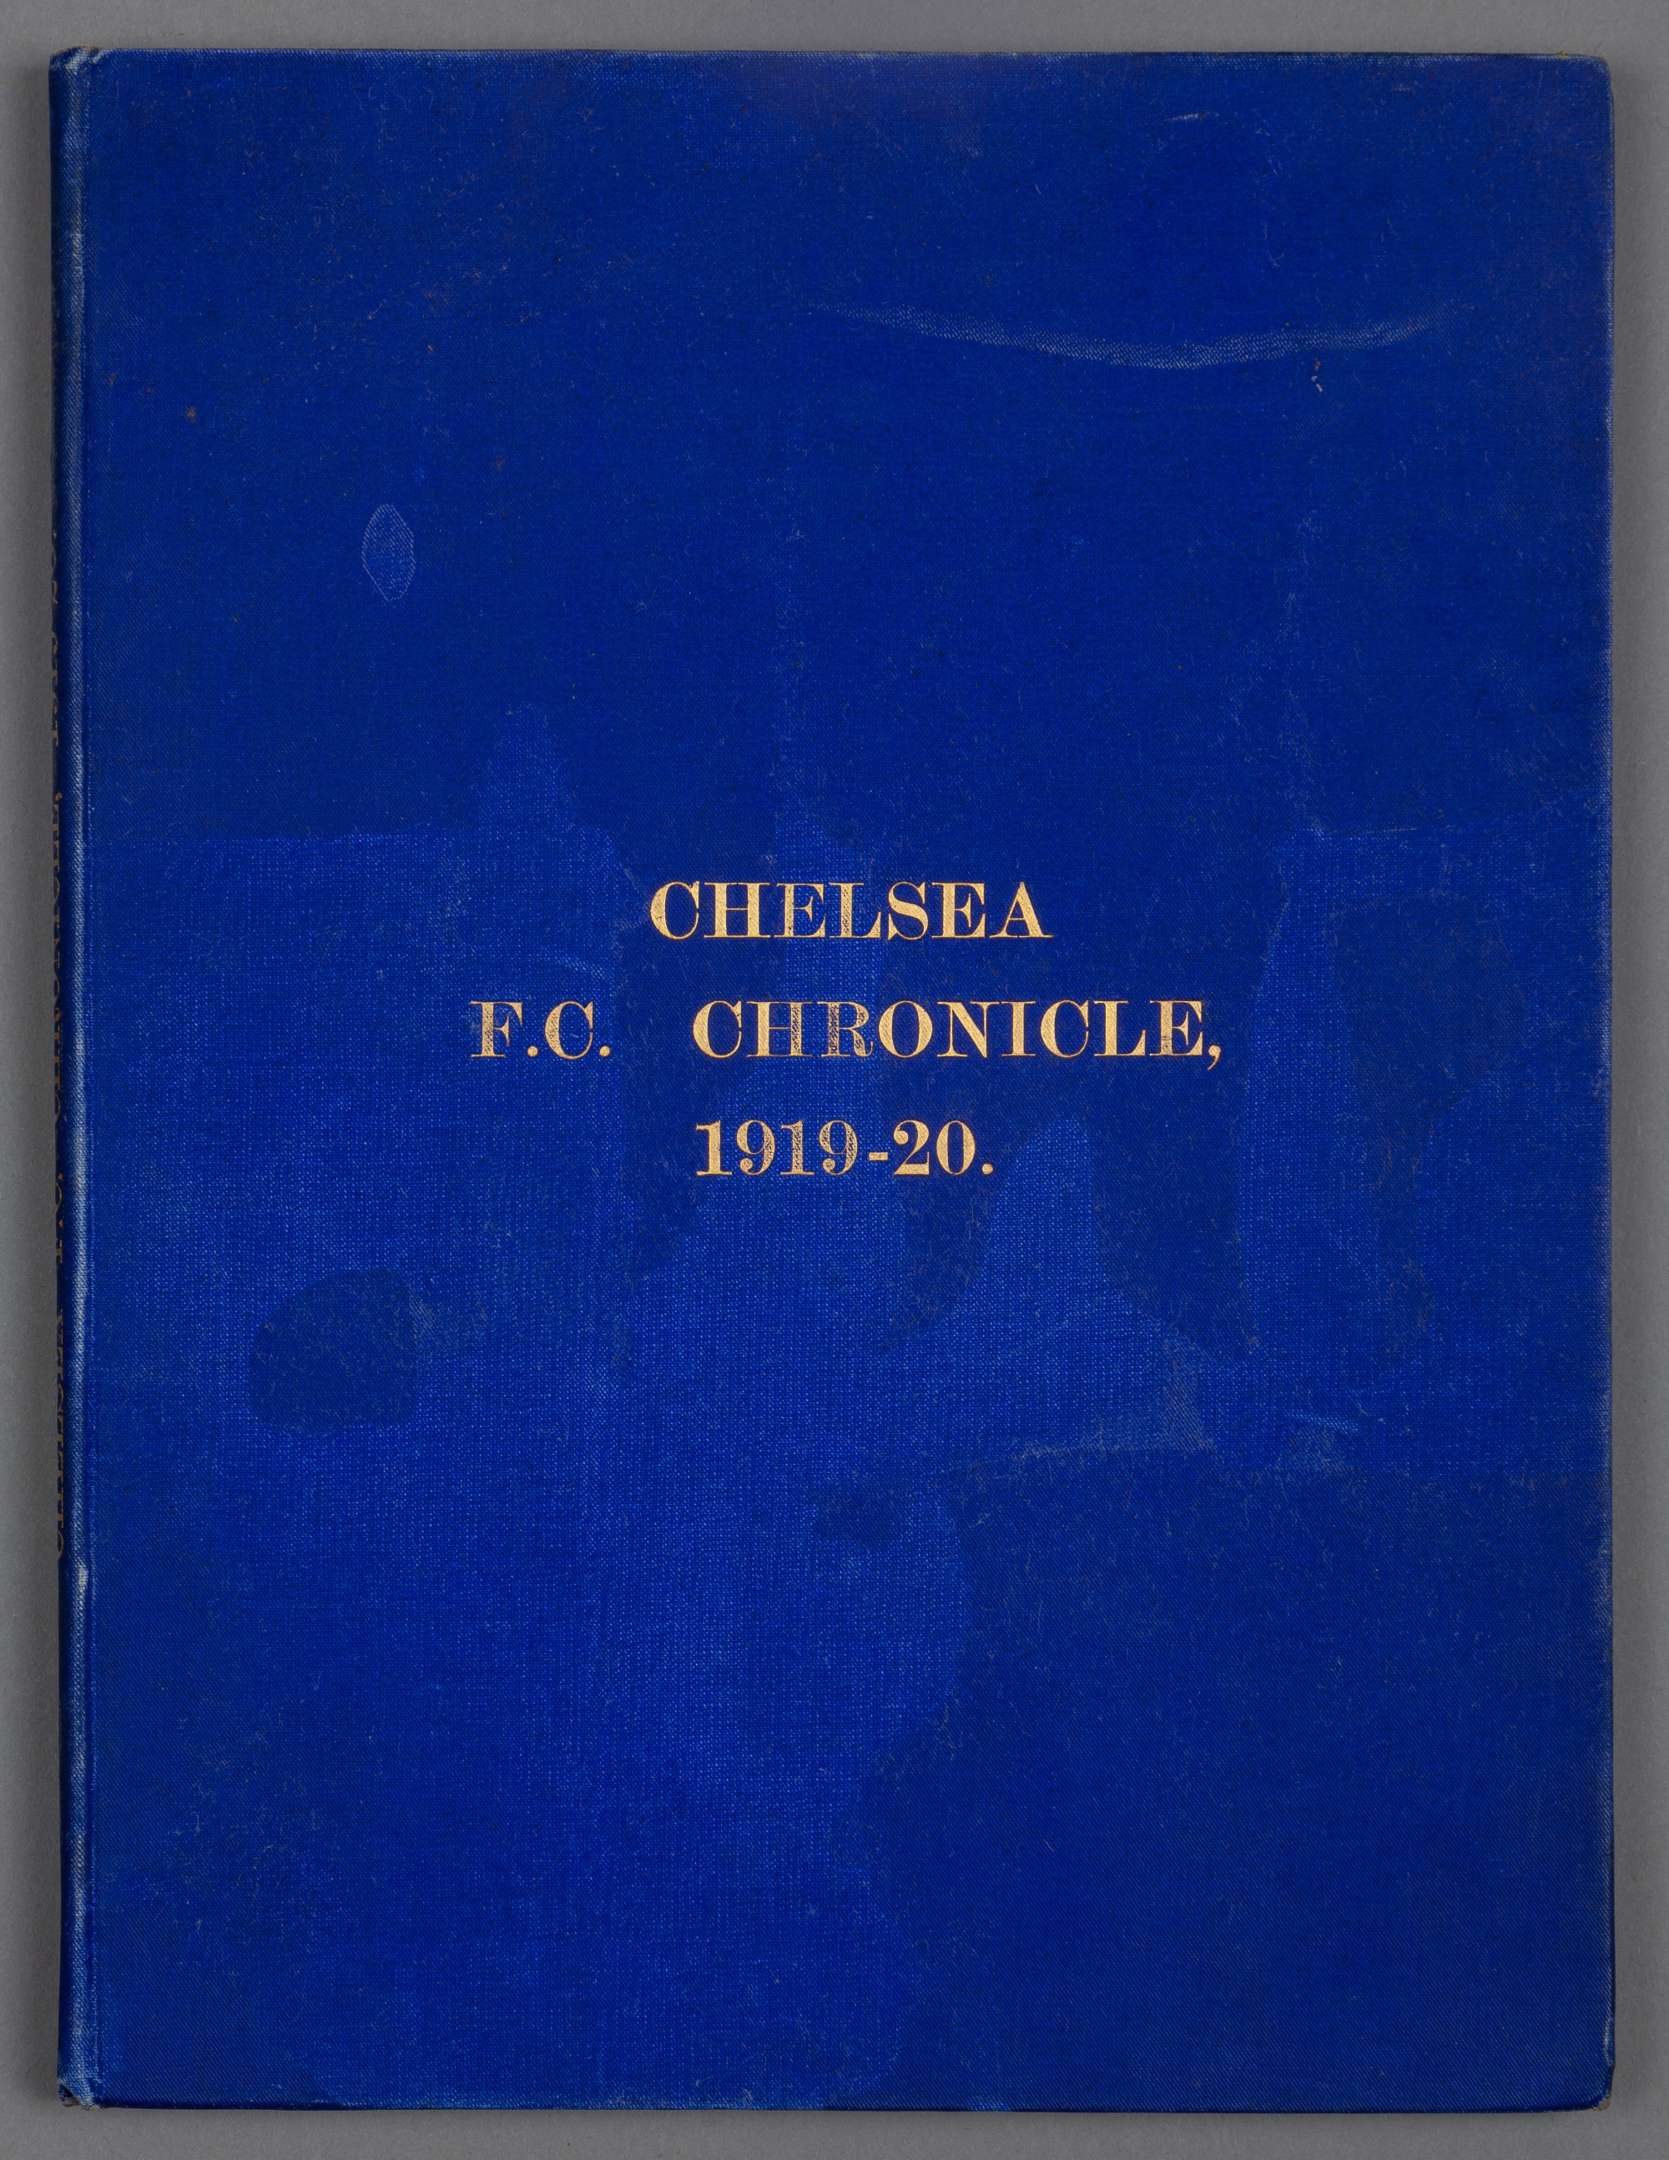 CHELSEA
F.C. CHRONICLE,
1919-20.